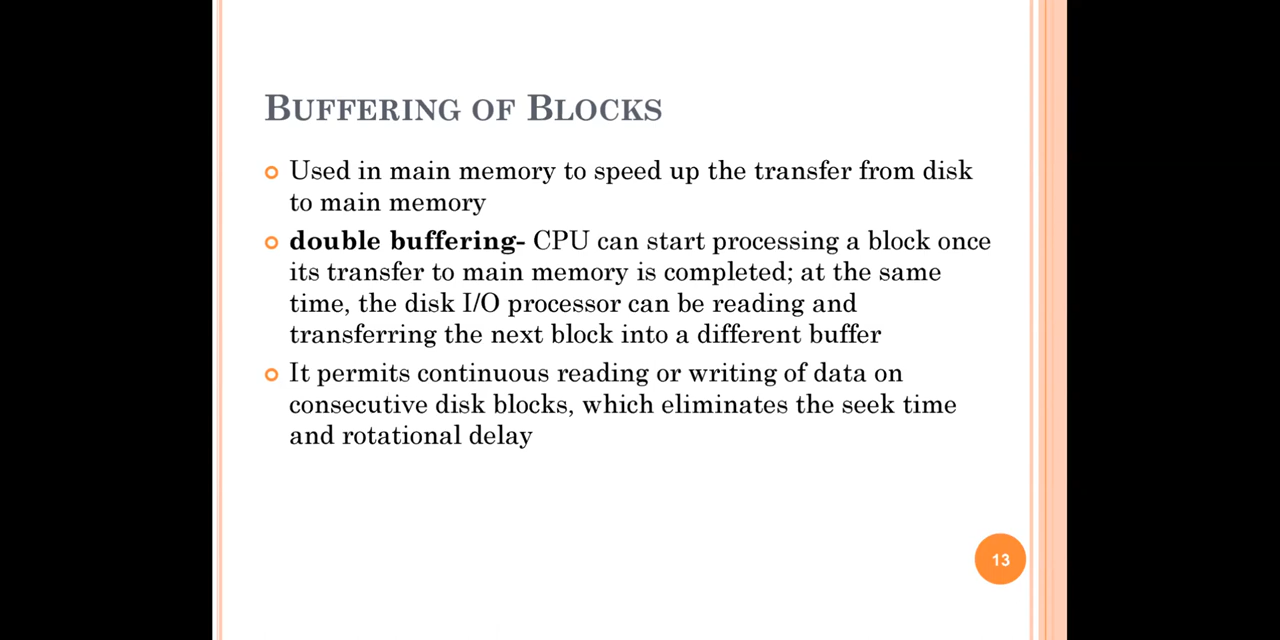 BUFFERING OF BLOCKS
Used in main memory to speed up the transfer from disk
to main memory
double buffering- CPU can start processing a block once
its transfer to main memory is completed; at the same
time, the disk I/O processor can be reading and
transferring the next block into a different buffer
It permits continuous reading or writing of data on
consecutive disk blocks, which eliminates the seek time
and rotational delay
13